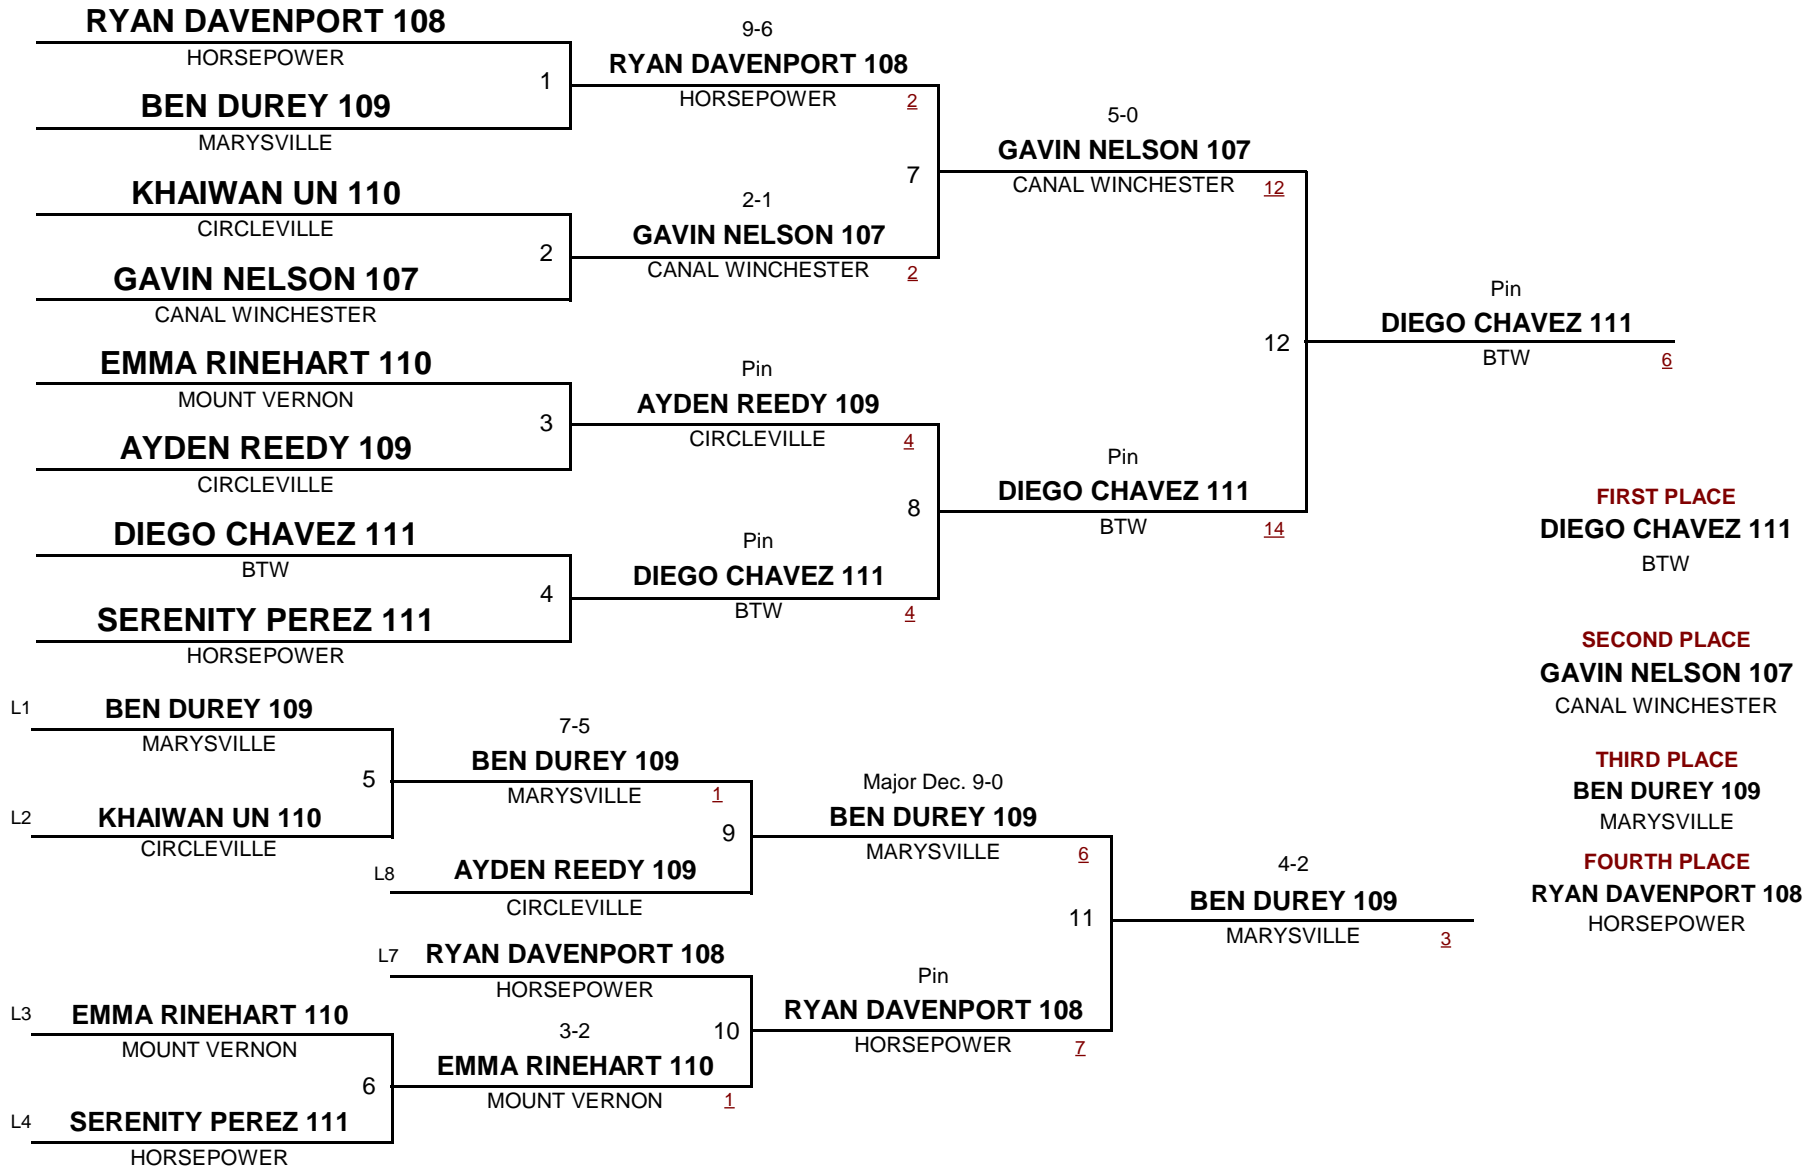 RYAN DAVENPORT 108
HORSEPOWER
1
BEN DUREY 109
MARYSVILLE
KHAIWAN UN 110
CIRCLEVILLE
2
GAVIN NELSON 107
CANAL WINCHESTER
EMMA RINEHART 110
MOUNT VERNON
3
AYDEN REEDY 109
CIRCLEVILLE
DIEGO CHAVEZ 111
BTW
4
SERENITY PEREZ 111
HORSEPOWER
9-6
RYAN DAVENPORT 108
HORSEPOWER 2
7
2-1
GAVIN NELSON 107
CANAL WINCHESTER 2
Pin
AYDEN REEDY 109
CIRCLEVILLE 4
8
Pin
DIEGO CHAVEZ 111
BTW 4
5-0
GAVIN NELSON 107
CANAL WINCHESTER 12
12
Pin
DIEGO CHAVEZ 111
BTW 14
Pin
DIEGO CHAVEZ 111
BTW 6
FIRST PLACE
DIEGO CHAVEZ 111
BTW
SECOND PLACE
GAVIN NELSON 107
CANAL WINCHESTER
THIRD PLACE
BEN DUREY 109
MARYSVILLE
FOURTH PLACE
RYAN DAVENPORT 108
HORSEPOWER
L1 BEN DUREY 109
MARYSVILLE
5
L2 KHAIWAN UN 110
CIRCLEVILLE
7-5
BEN DUREY 109
MARYSVILLE 1
9
L8 AYDEN REEDY 109
CIRCLEVILLE
L7 RYAN DAVENPORT 108
HORSEPOWER
10
L3 EMMA RINEHART 110
MOUNT VERNON
6
L4 SERENITY PEREZ 111
HORSEPOWER
3-2
EMMA RINEHART 110
MOUNT VERNON 1
Major Dec. 9-0
BEN DUREY 109
MARYSVILLE 6
11
Pin
RYAN DAVENPORT 108
HORSEPOWER 7
4-2
BEN DUREY 109
MARYSVILLE 3